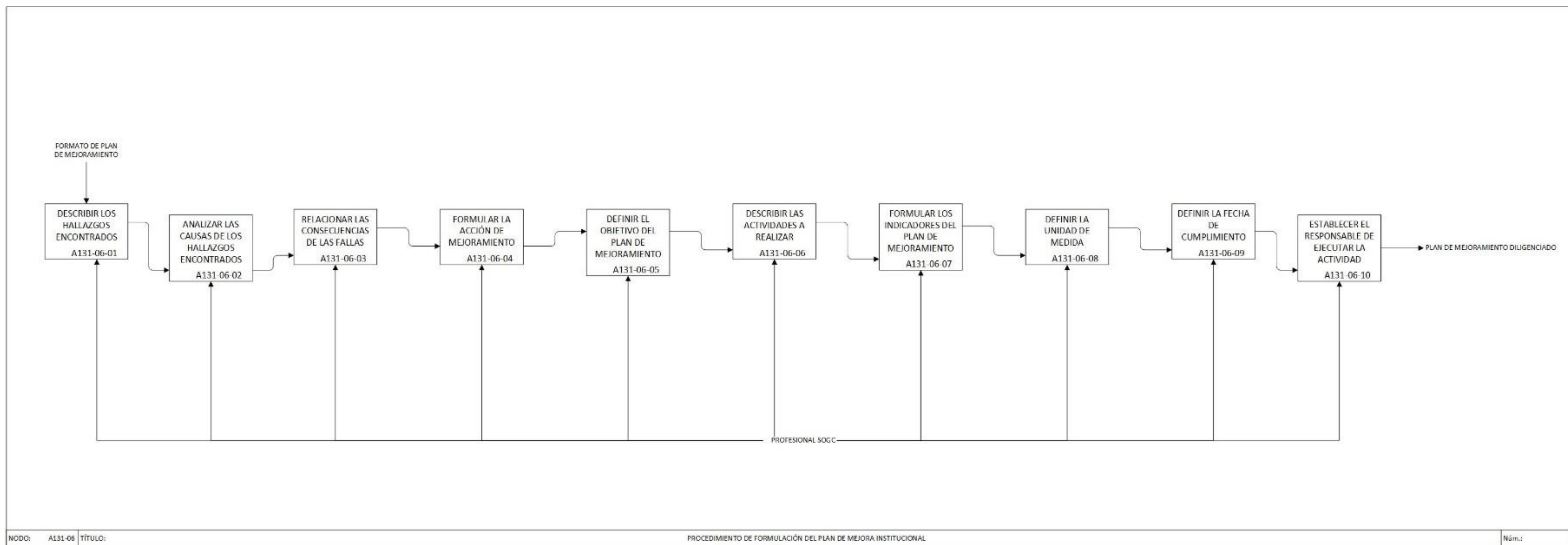 FORMATO DE PLAN
DE MEJORAMIENTO
DESCRIBIR LOS
HALLAZGOS
ENCONTRADOS
A131-06-01
ANALIZAR LAS
CAUSAS DE LOS
HALLAZGOS
ENCONTRADOS
A131-06-02
RELACIONAR LAS
CONSECUENCIAS
DE LAS FALLAS
A131-06-03
FORMULAR LA
ACCIÓN DE
MEJORAMIENTO
A131-06-04
DEFINIR EL
OBJETIVO DEL
PLAN DE
MEJORAMIENTO
A131-06-05
DESCRIBIR LAS
ACTIVIDADES A
REALIZAR
A131-06-06
FORMULAR LOS
INDICADORES DEL
PLAN DE
MEJORAMIENTO
A131-06-07
DEFINIR LA
UNIDAD DE
MEDIDA
A131-06-08
DEFINIR LA FECHA
DE
CUMPLIMIENTO
A131-06-09
ESTABLECER EL
RESPONSABLE DE
EJECUTAR LA
ACTIVIDAD
A131-06-10
PLAN DE MEJORAMIENTO DILIGENCIADO
PROFESIONAL SOGC
NODO: A131-06 TÍTULO: PROCEDIMIENTO DE FORMULACIÓN DEL PLAN DE MEJORA INSTITUCIONAL Núm.: